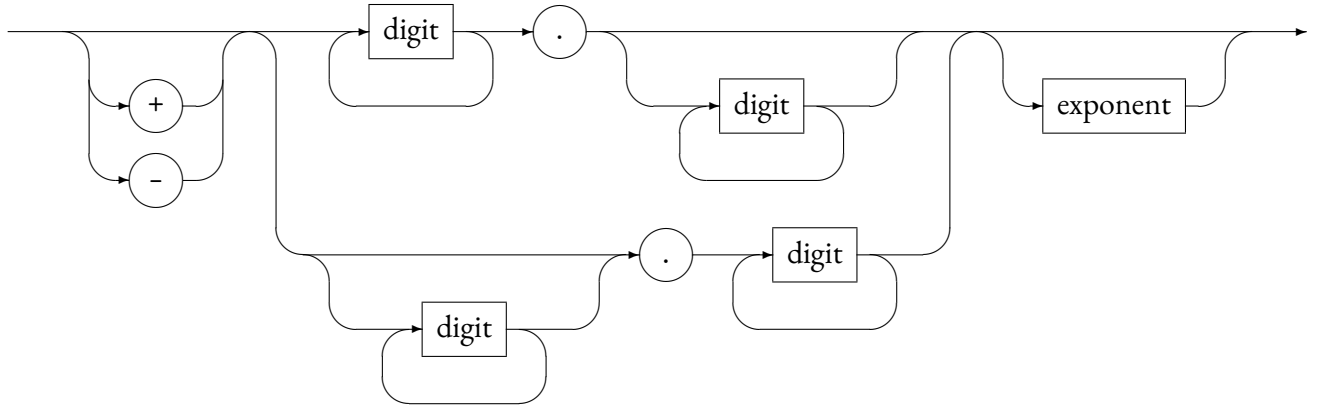 digit .
+ digit exponent
-
. digit
digit